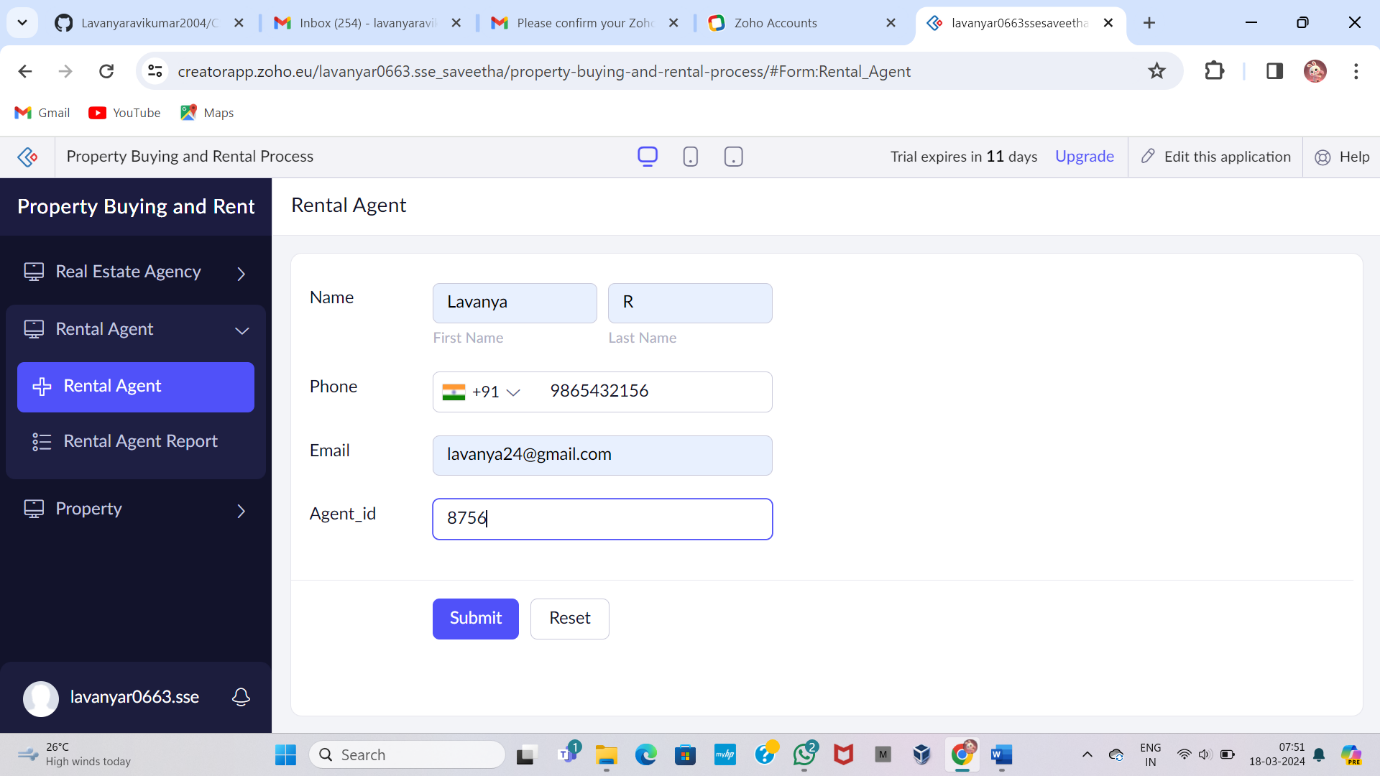 Lavanyaravikumar2004/C
Inbox (254) - lavanyaravi
Please confirm your Zoho
Zoho Accounts
lavanyar0663ssesaveetha
creatorapp.zoho.eu/lavanyar0663.sse_saveetha/property-buying-and-rental-process/#Form:Rental_Agent
Gmail
YouTube
Maps
Property Buying and Rental Process
Trial expires in 11 days
Upgrade
Edit this application
Help
Property Buying and Rent
Rental Agent
Real Estate Agency
Rental Agent
Rental Agent
Rental Agent Report
Property
lavanyar0663.sse
Name
Lavanya
R
First Name
Last Name
Phone
+91
9865432156
Email
lavanya24@gmail.com
Agent_id
8756
Submit
Reset
26°C
High winds today
Search
1
2
ENG
IN
07:51
18-03-2024
PRE